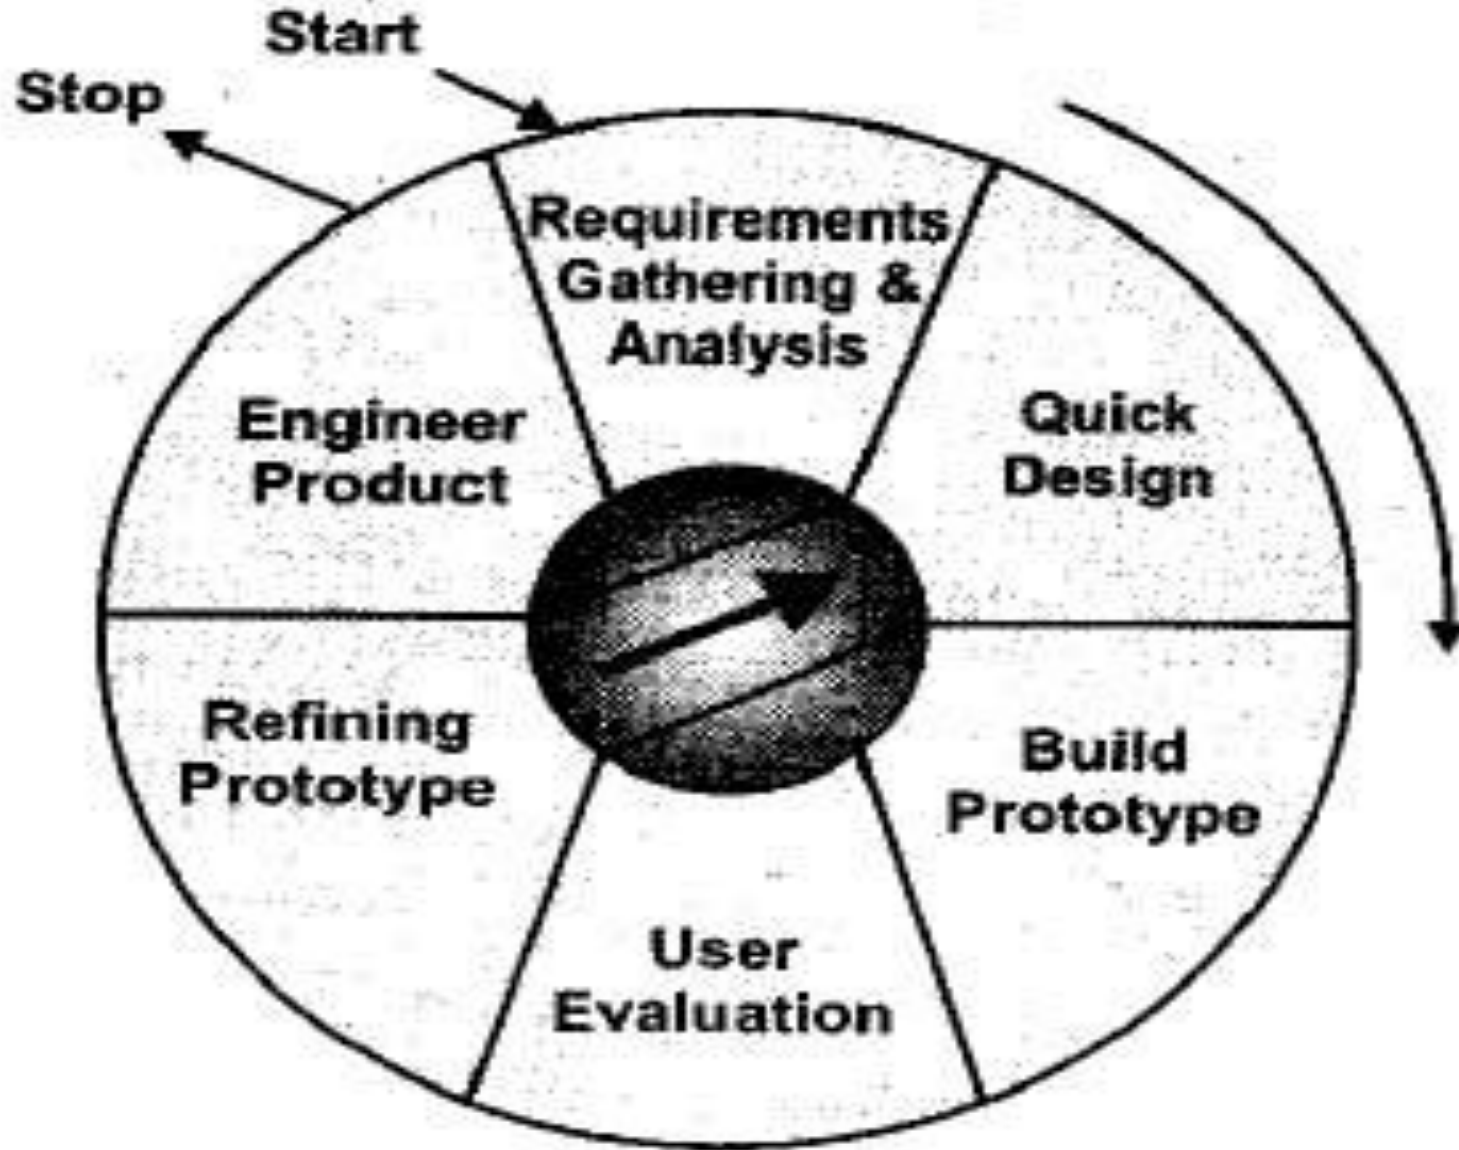 Start
Stop
Requirements
Gathering &
Analysis
Quick
Design
Build
Prototype
User
Evaluation
Refining
Prototype
Engineer
Product